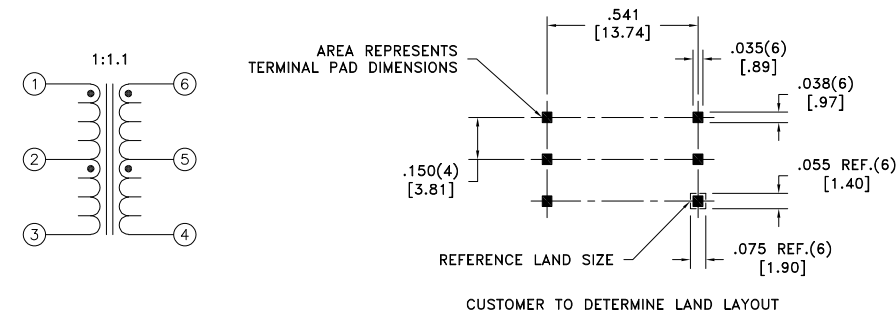 1:1.1
1
6
2
5
3
4
.541
[13.74]
AREA REPRESENTS
TERMINAL PAD DIMENSIONS
.035(6)
[.89]
.038(6)
[.97]
.150(4)
[3.81]
.055 REF.(6)
[1.40]
REFERENCE LAND SIZE
.075 REF.(6)
[1.90]
CUSTOMER TO DETERMINE LAND LAYOUT